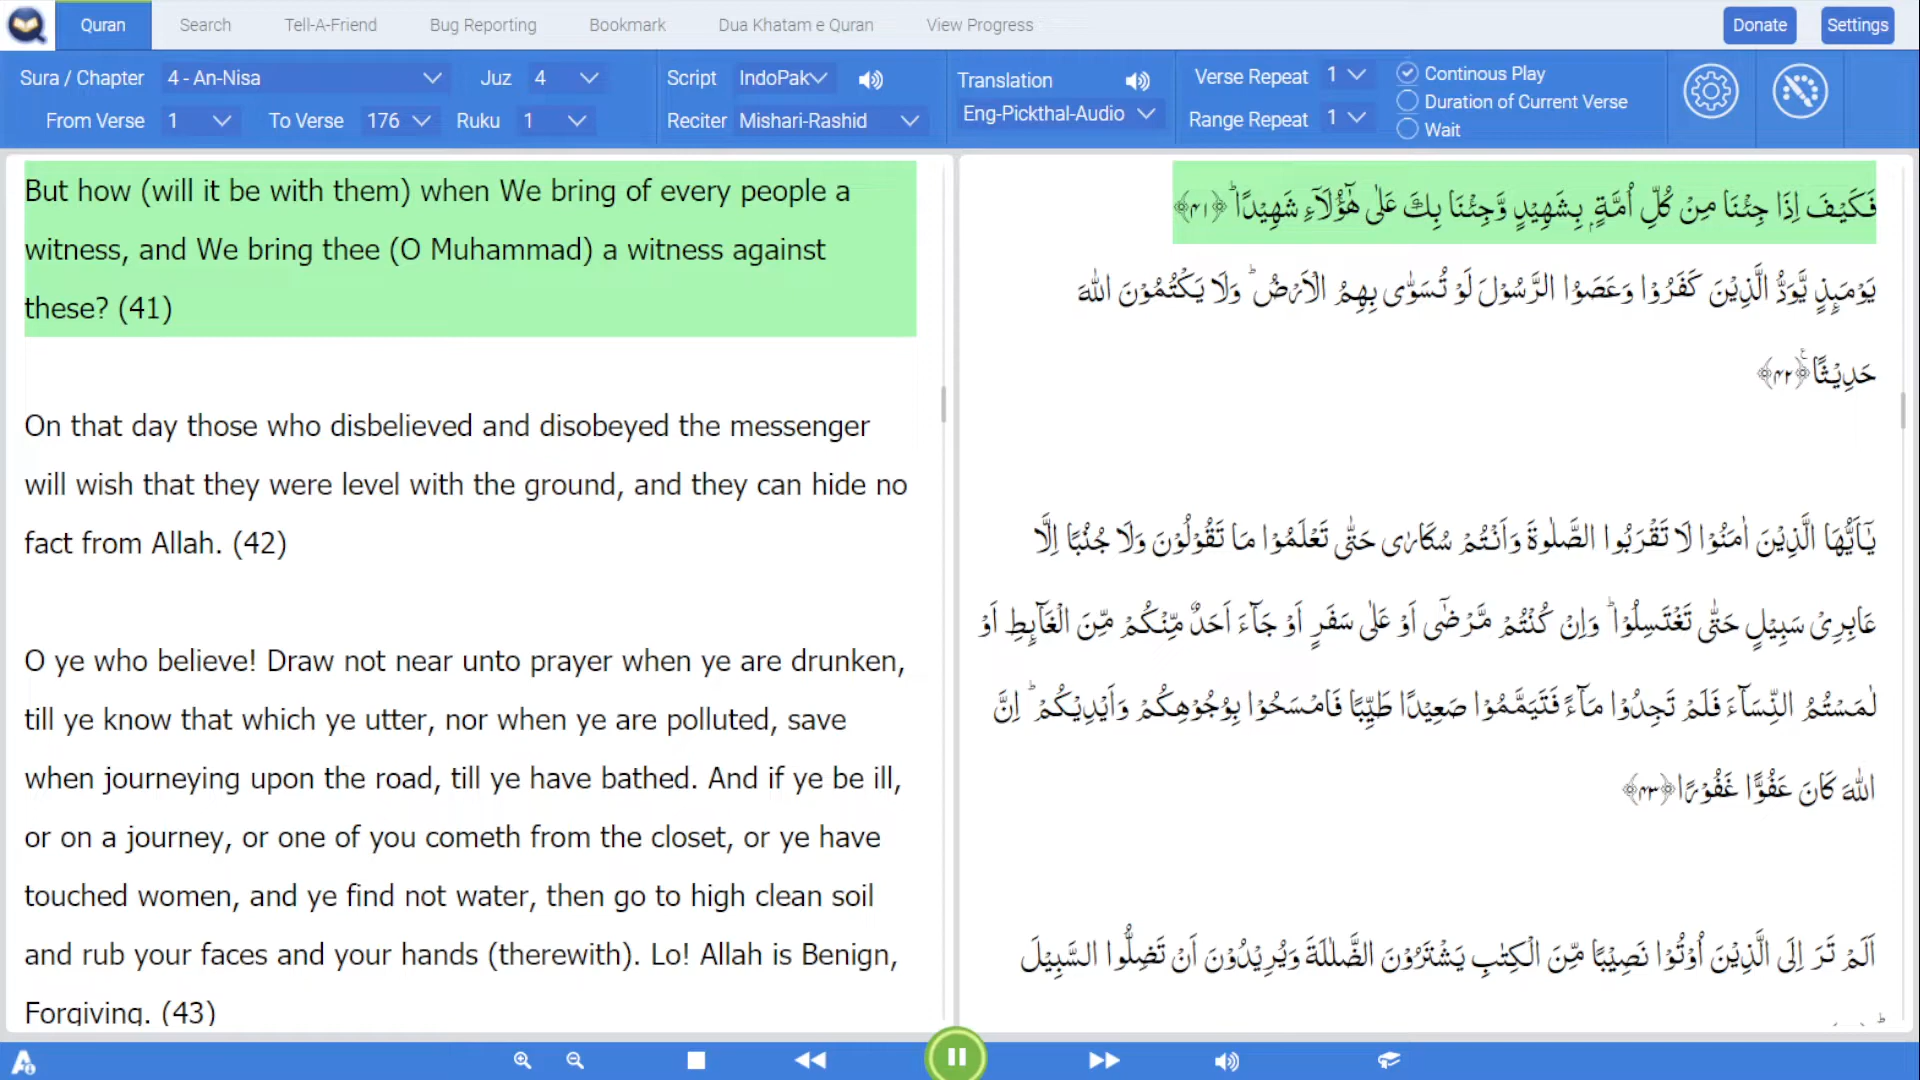 Quran Search Tell-A-Friend Bug Reporting Bookmark Dua Khatam e Quran View Progress Donate Settings
Sura / Chapter 4 - An-Nisa Juz 4
From Verse 1 To Verse 176 Ruku 1
Script IndoPak
Reciter Mishari-Rashid
Translation
Eng-Pickthal-Audio
Verse Repeat 1
Range Repeat 1
Continous Play
Duration of Current Verse
Wait
But how (will it be with them) when We bring of every people a
witness, and We bring thee (O Muhammad) a witness against
these? (41)
On that day those who disbelieved and disobeyed the messenger
will wish that they were level with the ground, and they can hide no
fact from Allah. (42)
O ye who believe! Draw not near unto prayer when ye are drunken,
till ye know that which ye utter, nor when ye are polluted, save
when journeying upon the road, till ye have bathed. And if ye be ill,
or on a journey, or one of you cometh from the closet, or ye have
touched women, and ye find not water, then go to high clean soil
and rub your faces and your hands (therewith). Lo! Allah is Benign,
Forgiving. (43)
فَكَيۡفَ اِذَا جِئۡنَا مِنۡ كُلِّ اُمَّةٍۭ بِشَهِيۡدٍ وَّجِئۡنَا بِكَ عَلٰى هٰٓؤُلَاۤءِ شَهِيۡدًاؕ‏ ﴿۴۱﴾
يَوۡمَٮِٕذٍ يَّوَدُّ الَّذِيۡنَ كَفَرُوۡا وَعَصَوُا الرَّسُوۡلَ لَوۡ تُسَوّٰى بِهِمُ الۡاَرۡضُؕ وَلَا يَكۡتُمُوۡنَ اللّٰهَ
حَدِيۡـثًا ﴿۴۲﴾
يٰۤاَيُّهَا الَّذِيۡنَ اٰمَنُوۡا لَا تَقۡرَبُوا الصَّلٰوةَ وَاَنۡـتُمۡ سُكَارٰى حَتّٰى تَعۡلَمُوۡا مَا تَقُوۡلُوۡنَ وَلَا جُنُبًا اِلَّا
عَابِرِىۡ سَبِيۡلٍ حَتّٰى تَغۡتَسِلُوۡا ؕ وَاِنۡ كُنۡتُمۡ مَّرۡضٰۤى اَوۡ عَلٰى سَفَرٍ اَوۡ جَآءَ اَحَدٌ مِّنۡكُمۡ مِّنَ الۡغَآٮِٕطِ اَوۡ
لٰمَسۡتُمُ النِّسَآءَ فَلَمۡ تَجِدُوۡا مَآءً فَتَيَمَّمُوۡا صَعِيۡدًا طَيِّبًا فَامۡسَحُوۡا بِوُجُوۡهِكُمۡ وَاَيۡدِيۡكُمۡ ؕ اِنَّ
اللّٰهَ كَانَ عَفُوًّا غَفُوۡرًا ﴿۴۳﴾
اَلَمۡ تَرَ اِلَى الَّذِيۡنَ اُوۡتُوۡا نَصِيۡبًا مِّنَ الۡكِتٰبِ يَشۡتَرُوۡنَ الضَّلٰلَةَ وَيُرِيۡدُوۡنَ اَنۡ تَضِلُّوا السَّبِيۡلَ